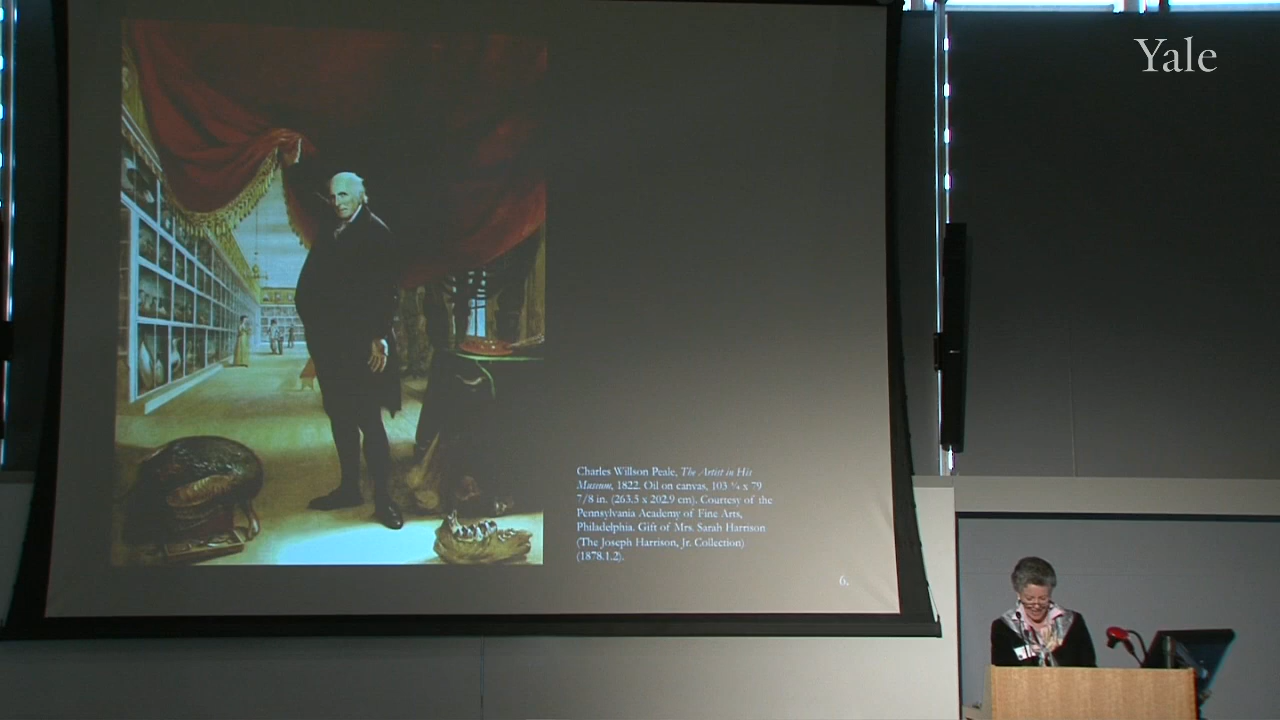 Yale
Charles Willson Peale, The Artist in His
Museum, 1822. Oil on canvas, 103 ¾ x 79
7/8 in. (263.5 x 202.9 cm). Courtesy of the
Pennsylvania Academy of Fine Arts,
Philadelphia. Gift of Mrs. Sarah Harrison
(The Joseph Harrison, Jr. Collection)
(1878.1.2).
6.